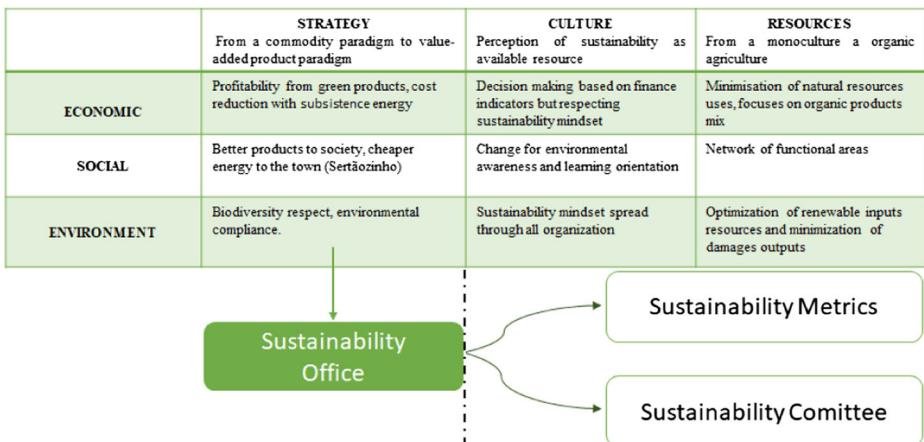 STRATEGY
From a commodity paradigm to value-
added product paradigm
CULTURE
Perception of sustainability as
available resource
RESOURCES
From a monoculture a organic
agriculture
ECONOMIC
Profitability from green products, cost
reduction with subsistence energy
Decision making based on finance
indicators but respecting
sustainability mindset
Minimisation of natural resources
uses, focuses on organic products
mix
SOCIAL
Better products to society, cheaper
energy to the town (Sertãozinho)
Change for environmental
awareness and learning orientation
Network of functional areas
ENVIRONMENT
Biodiversity respect, environmental
compliance.
Sustainability mindset spread
through all organization
Optimization of renewable inputs
resources and minimization of
damages outputs
Sustainability
Office
Sustainability Metrics
Sustainability Comittee